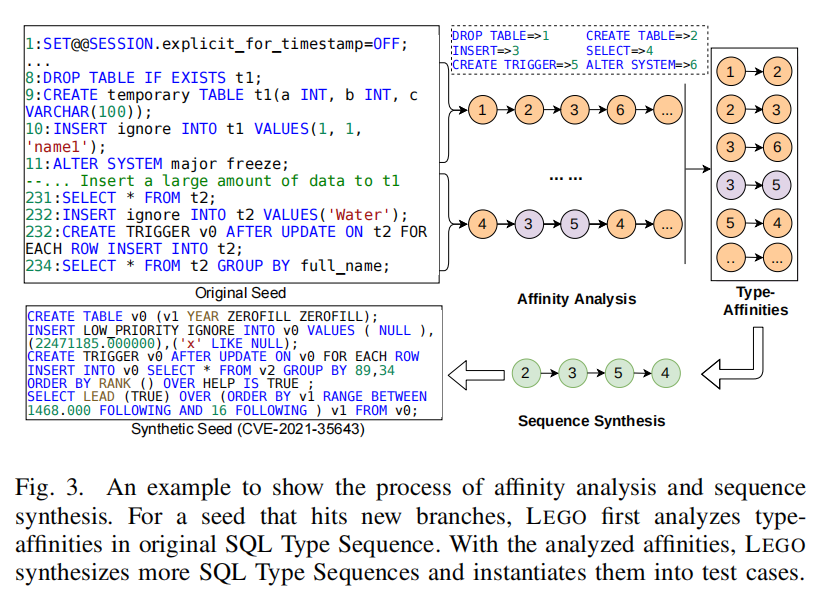 1:SET@@SESSION.explicit_for_timestamp=OFF;
...
8:DROP TABLE IF EXISTS t1;
9:CREATE temporary TABLE t1(a INT, b INT, c
VARCHAR(100));
10:INSERT ignore INTO t1 VALUES(1, 1,
'name1');
11:ALTER SYSTEM major freeze;
--... Insert a large amount of data to t1
231:SELECT * FROM t2;
232:INSERT ignore INTO t2 VALUES('Water');
232:CREATE TRIGGER v0 AFTER UPDATE ON t2 FOR
EACH ROW INSERT INTO t2;
234:SELECT * FROM t2 GROUP BY full_name;
Original Seed
DROP TABLE=>1 CREATE TABLE=>2
INSERT=>3 SELECT=>4
CREATE TRIGGER=>5 ALTER SYSTEM=>6
1 2 3 6 ...
... ...
4 3 5 4 ...
Affinity Analysis
1 2
2 3
3 6
3 5
5 4
.. ...
Type-
Affinities
CREATE TABLE v0 (v1 YEAR ZEROFILL ZEROFILL);
INSERT LOW_PRIORITY IGNORE INTO v0 VALUES ( NULL ),
(22471185.000000),('x' LIKE NULL);
CREATE TRIGGER v0 AFTER UPDATE ON v0 FOR EACH ROW
INSERT INTO v0 SELECT * FROM v2 GROUP BY 89,34
ORDER BY RANK () OVER HELP IS TRUE ;
SELECT LEAD (TRUE) OVER (ORDER BY v1 RANGE BETWEEN
1468.000 FOLLOWING AND 16 FOLLOWING ) v1 FROM v0;
Synthetic Seed (CVE-2021-35643)
2 3 5 4
Sequence Synthesis
Fig. 3. An example to show the process of affinity analysis and sequence
synthesis. For a seed that hits new branches, LEGO first analyzes type-
affinities in original SQL Type Sequence. With the analyzed affinities, LEGO
synthesizes more SQL Type Sequences and instantiates them into test cases.